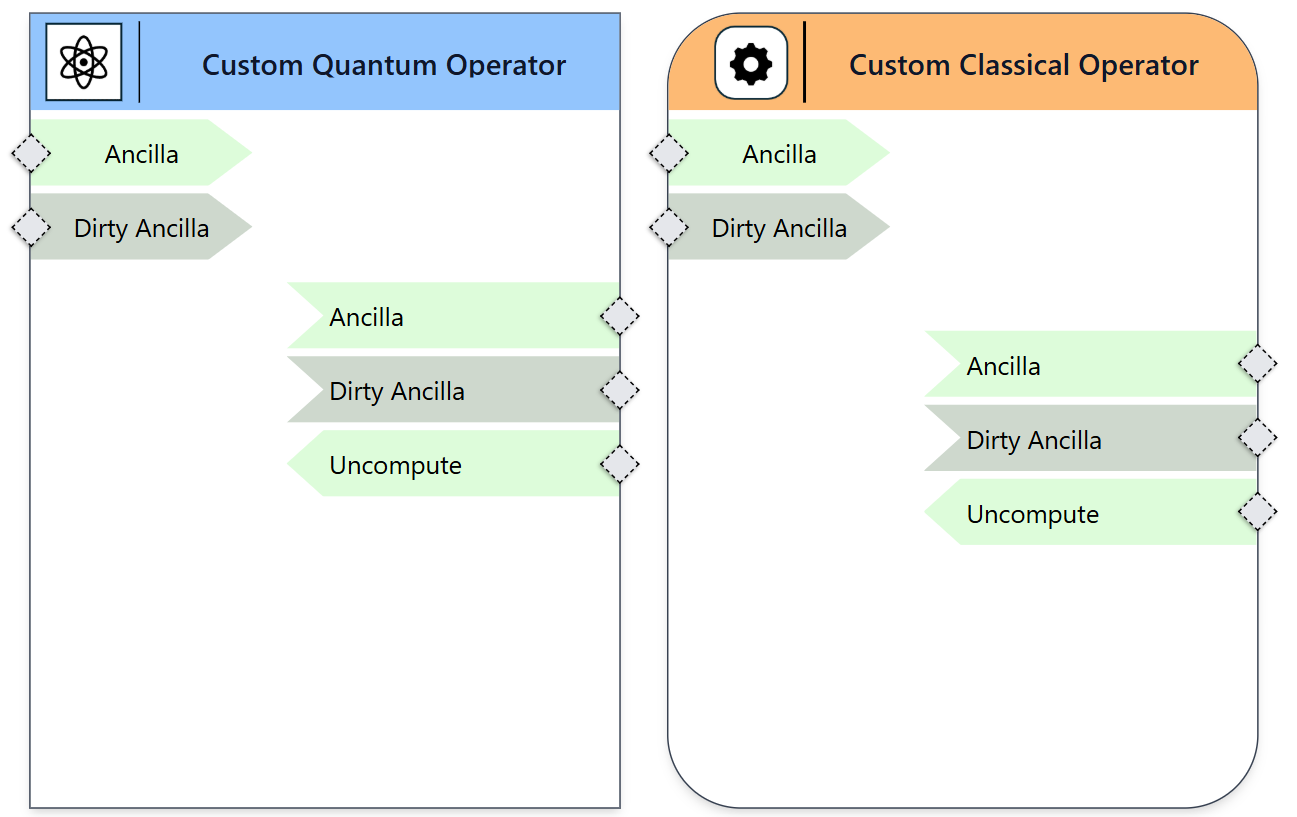 Custom Quantum Operator
Ancilla
Dirty Ancilla
Ancilla
Dirty Ancilla
Uncompute
Custom Classical Operator
Ancilla
Dirty Ancilla
Ancilla
Dirty Ancilla
Uncompute